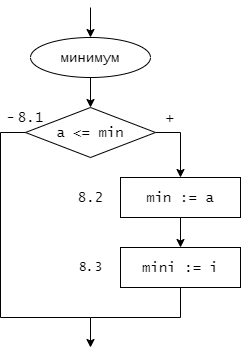 минимум
- 8.1
+
a <= min
8.2
min := a
8.3
mini := i